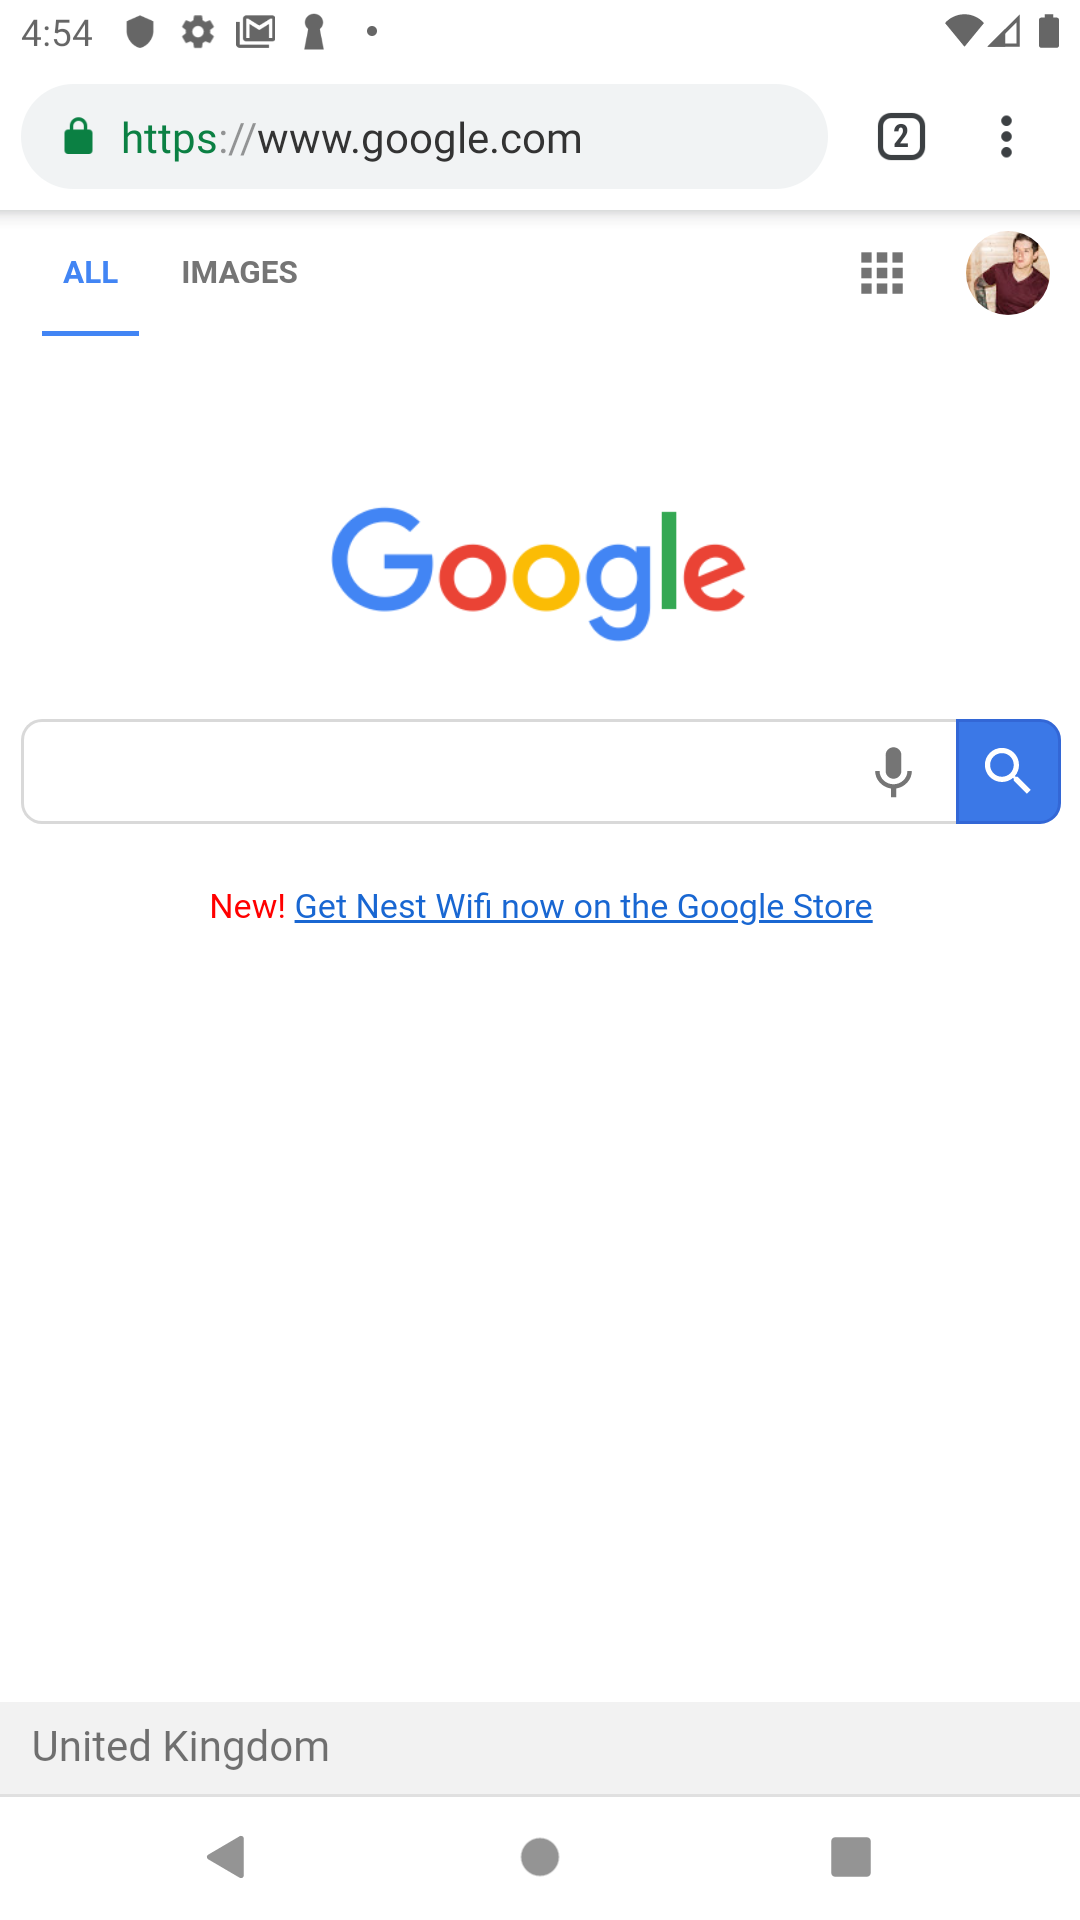 4:54
https://www.google.com
2
ALL IMAGES
Google
New! Get Nest Wifi now on the Google Store
United Kingdom